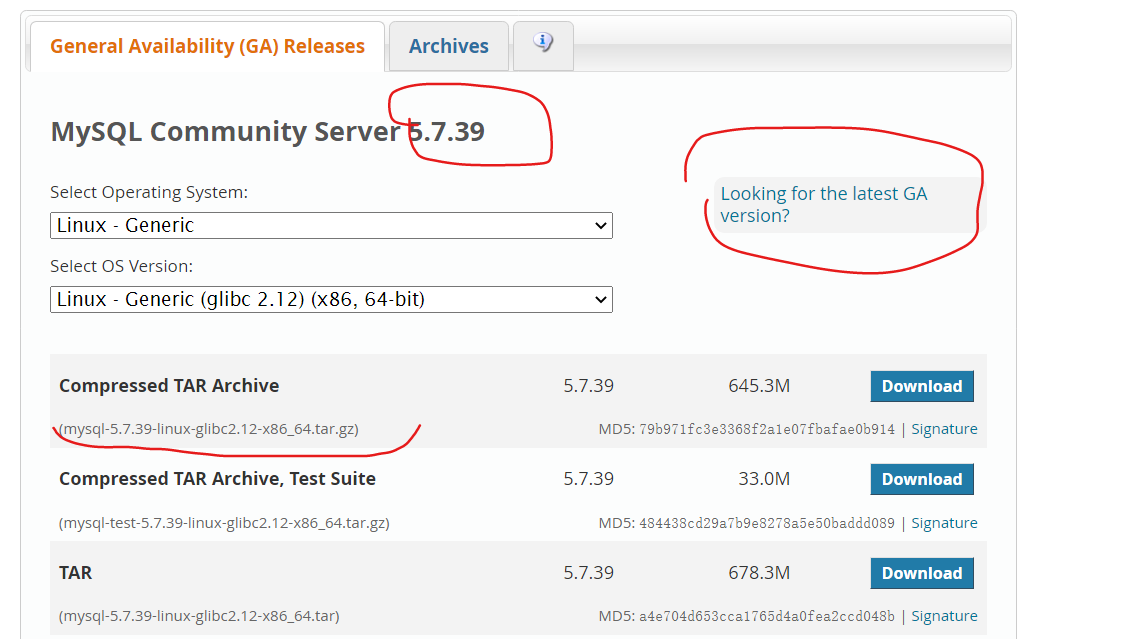 General Availability (GA) Releases
Archives
MySQL Community Server 5.7.39
Select Operating System:
Linux - Generic
Looking for the latest GA
version?
Select OS Version:
Linux - Generic (glibc 2.12) (x86, 64-bit)
Compressed TAR Archive 5.7.39 645.3M Download
(mysql-5.7.39-linux-glibc2.12-x86_64.tar.gz) MD5: 79b971fc3e3368f2a1e07fbafae0b914 | Signature
Compressed TAR Archive, Test Suite 5.7.39 33.0M Download
(mysql-test-5.7.39-linux-glibc2.12-x86_64.tar.gz) MD5: 484438cd29a7b9e8278a5e50baddd089 | Signature
TAR 5.7.39 678.3M Download
(mysql-5.7.39-linux-glibc2.12-x86_64.tar) MD5: a4e704d653cca1765d4a0fea2ccd048b | Signature